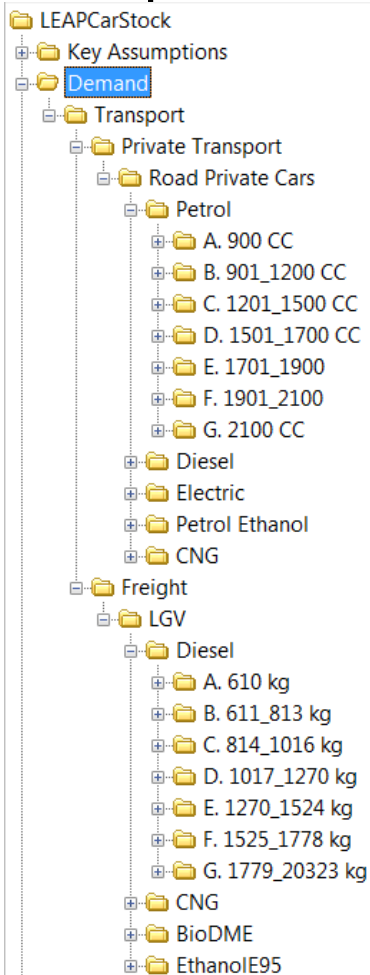 LEAPCarStock
Key Assumptions
Demand
Transport
Private Transport
Road Private Cars
Petrol
A. 900 CC
B. 901_1200 CC
C. 1201_1500 CC
D. 1501_1700 CC
E. 1701_1900
F. 1901_2100
G. 2100 CC
Diesel
Electric
Petrol Ethanol
CNG
Freight
LGV
Diesel
A. 610 kg
B. 611_813 kg
C. 814_1016 kg
D. 1017_1270 kg
E. 1270_1524 kg
F. 1525_1778 kg
G. 1779_20323 kg
CNG
BioDME
EthanolE95